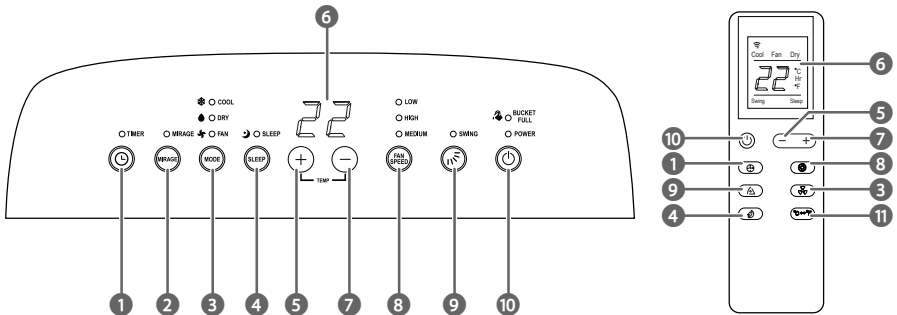 6
22
COOL
DRY
TIMER MIRAGE FAN SLEEP
LOW
HIGH
MEDIUM SWING
BUCKET
FULL
POWER
MIRAGE MODE SLEEP + − FAN
SPEED
TEMP
1 2 3 4 5 7 8 9 10
Cool Fan Dry
22 °C
Hr
°F
Swing Sleep
6
5
10 − + 7
1 8
9 3
4 °C↔°F 11